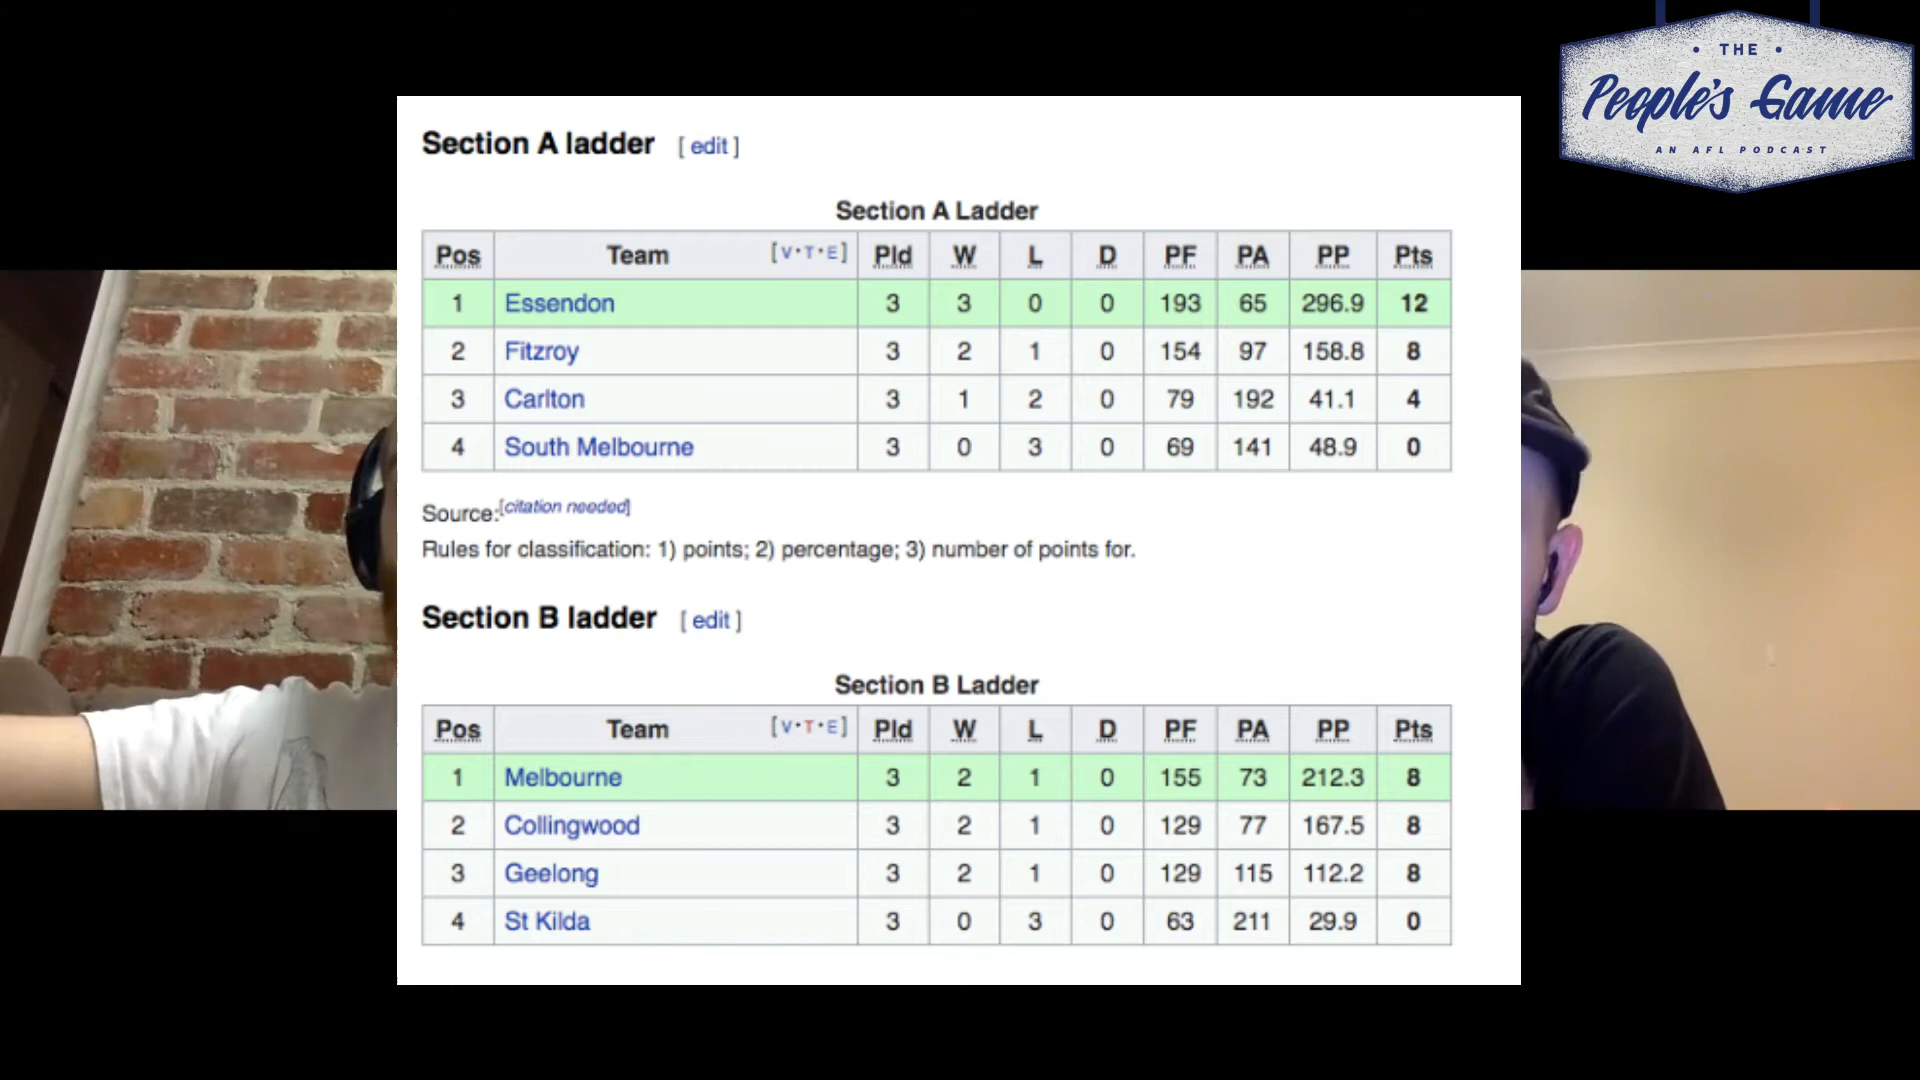 • THE •
People's Game
AN AFL PODCAST
Section A ladder [ edit ]
Section A Ladder
Pos Team [V·T·E] Pld W L D PF PA PP Pts
1 Essendon 3 3 0 0 193 65 296.9 12
2 Fitzroy 3 2 1 0 154 97 158.8 8
3 Carlton 3 1 2 0 79 192 41.1 4
4 South Melbourne 3 0 3 0 69 141 48.9 0
Source:[citation needed]
Rules for classification: 1) points; 2) percentage; 3) number of points for.
Section B ladder [ edit ]
Section B Ladder
Pos Team [V·T·E] Pld W L D PF PA PP Pts
1 Melbourne 3 2 1 0 155 73 212.3 8
2 Collingwood 3 2 1 0 129 77 167.5 8
3 Geelong 3 2 1 0 129 115 112.2 8
4 St Kilda 3 0 3 0 63 211 29.9 0